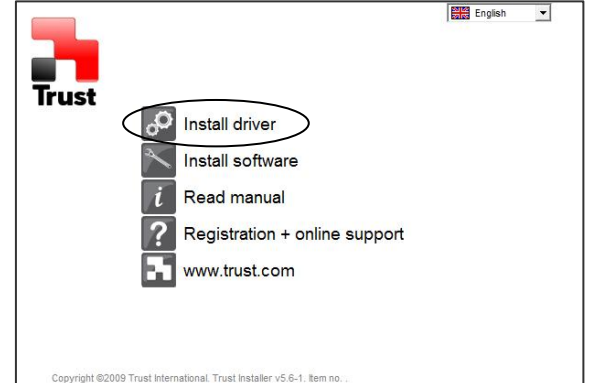 English
Trust
Install driver
Install software
Read manual
Registration + online support
www.trust.com
Copyright ©2009 Trust International. Trust Installer v5.6-1. Item no. .